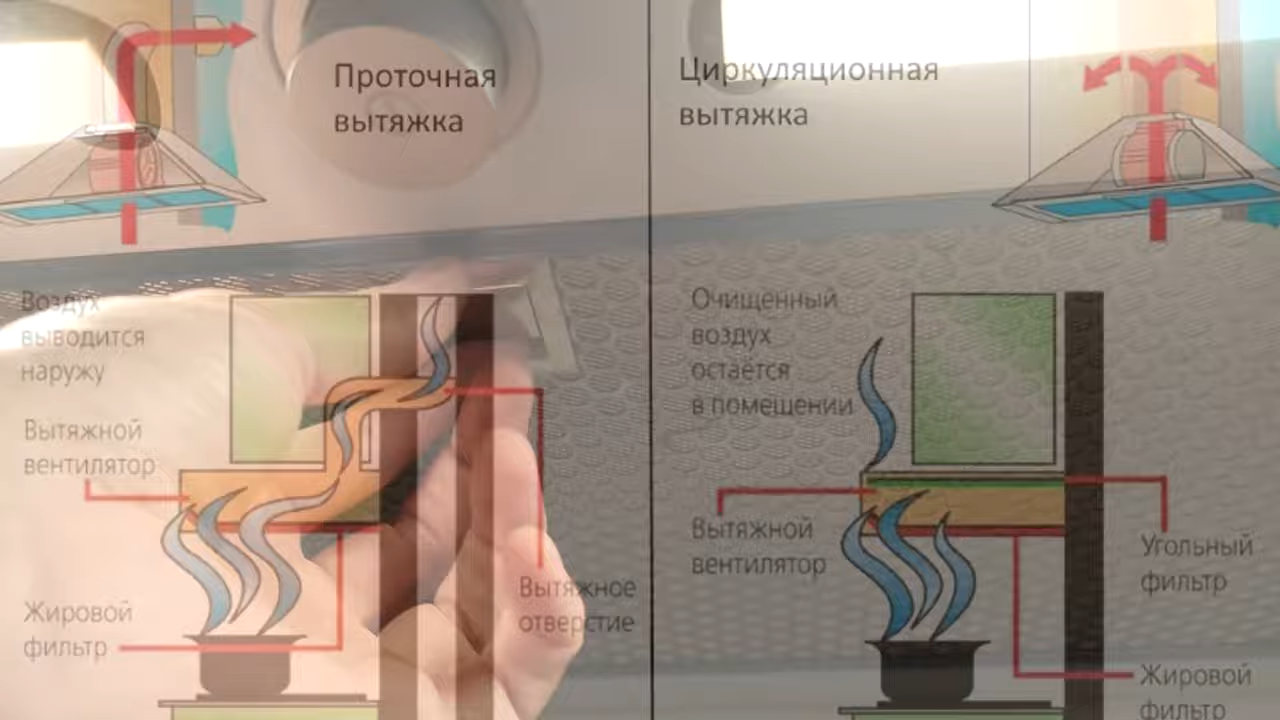 Проточная
вытяжка
Воздух
выводится
наружу
Вытяжной
вентилятор
Жировой
фильтр
Вытяжное
отверстие
Циркуляционная
вытяжка
Очищенный
воздух
остаётся
в помещении
Вытяжной
вентилятор
Угольный
фильтр
Жировой
фильтр